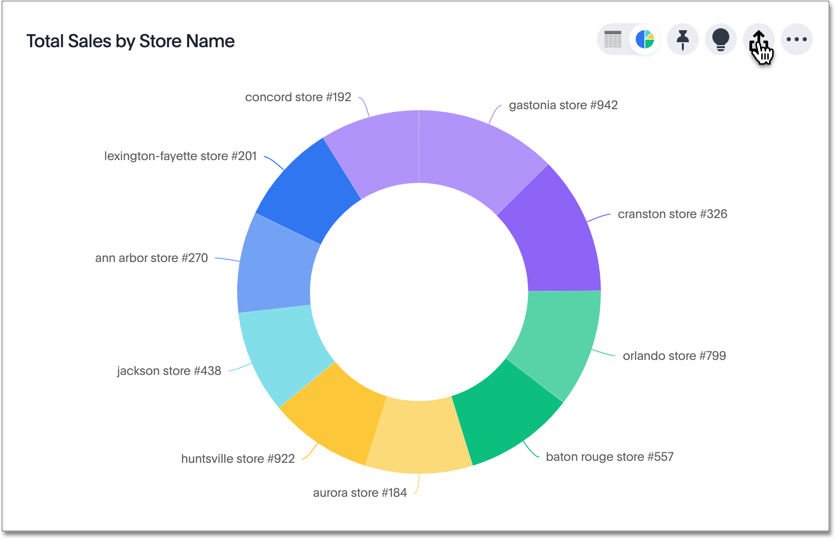 Total Sales by Store Name
concord store #192
gastonia store #942
lexington-fayette store #201
cranston store #326
ann arbor store #270
orlando store #799
jackson store #438
baton rouge store #557
huntsville store #922
aurora store #184